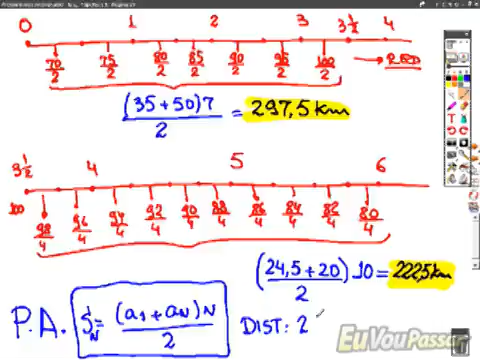 0 1 2 3 3 1/2 4
70/2 75/2 80/2 85/2 90/2 95/2 100/2
(35+50)7/2 = 297,5 km
3 1/2 4 5 6
100
98/4 96/4 94/4 92/4 90/4 88/4 86/4 84/4 82/4 80/4
(24,5+20)/2 .10 = 222,5km
P.A. SN = (a1+aN)N/2 DIST: 2
EuVouPassar